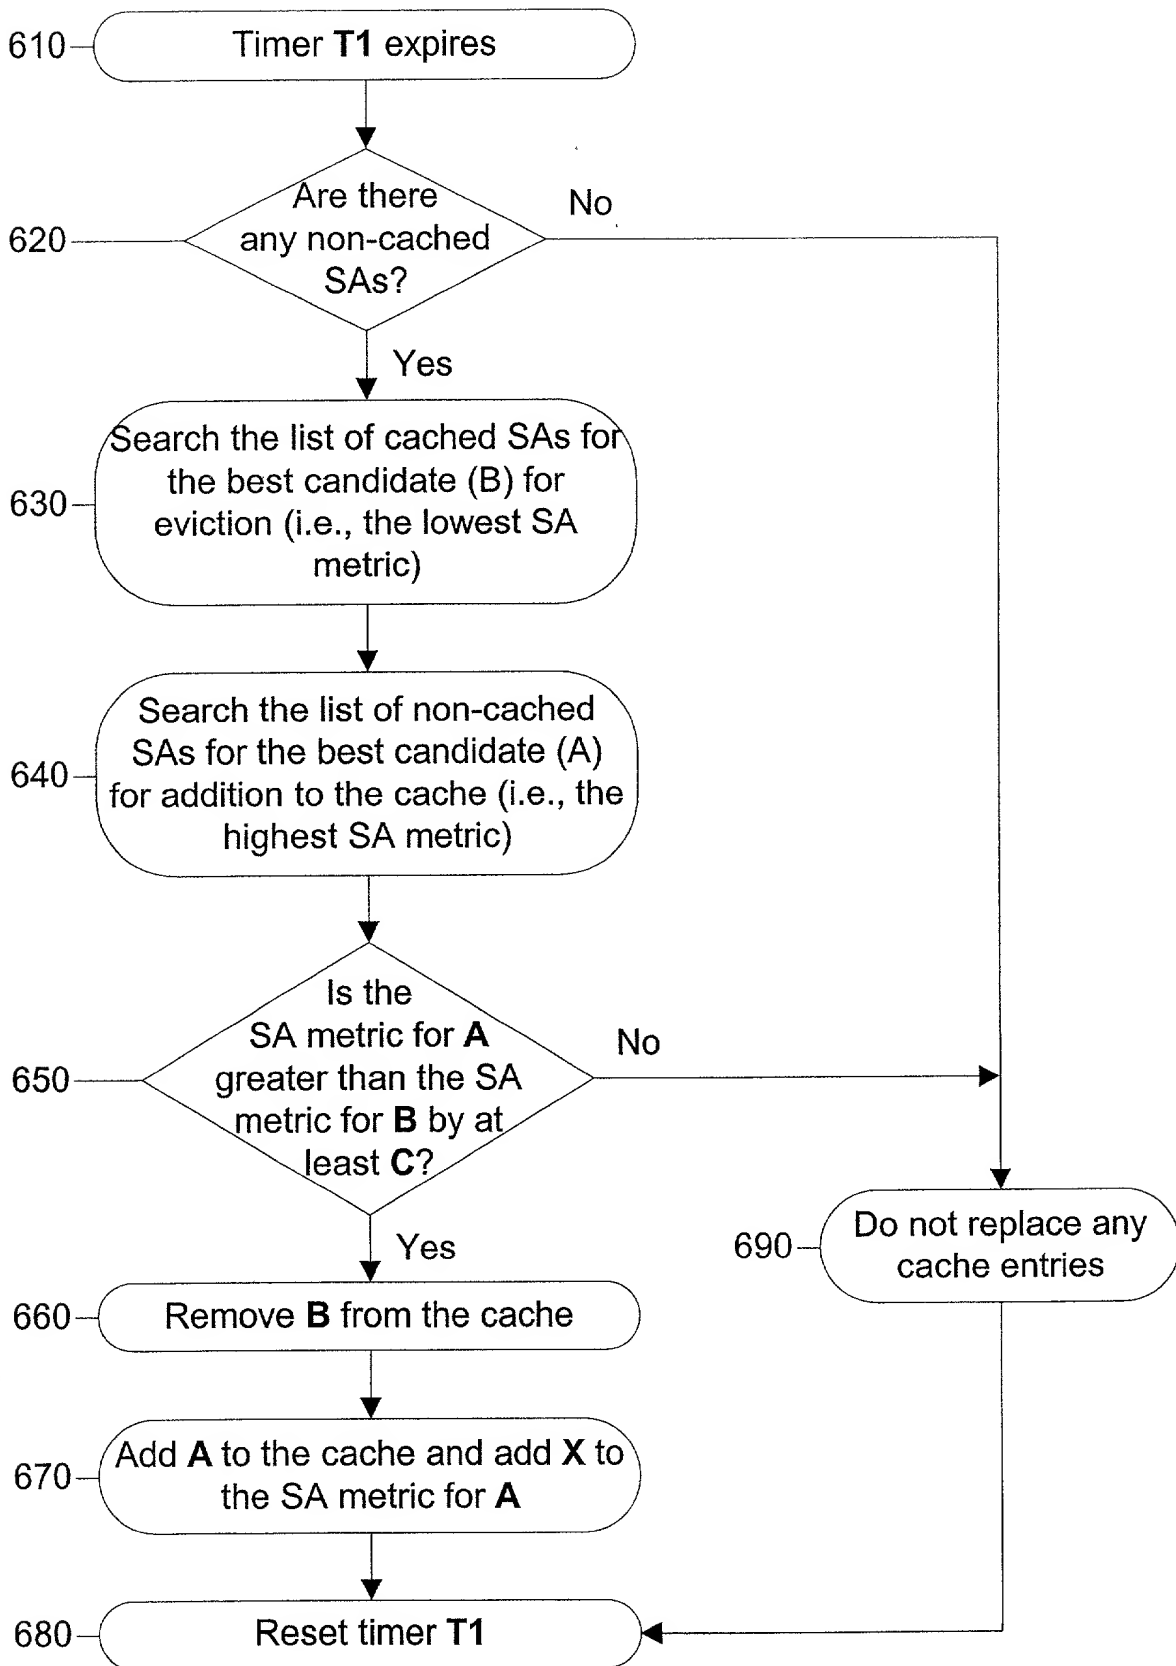 610
Timer T1 expires
Are there
any non-cached
SAs?
No
620
Yes
Search the list of cached SAs for
the best candidate (B) for
eviction (i.e., the lowest SA
metric)
630
Search the list of non-cached
SAs for the best candidate (A)
for addition to the cache (i.e., the
highest SA metric)
640
Is the
SA metric for A
greater than the SA
metric for B by at
least C?
No
650
Yes
Do not replace any
cache entries
690
660
Remove B from the cache
Add A to the cache and add X to
the SA metric for A
670
680
Reset timer T1